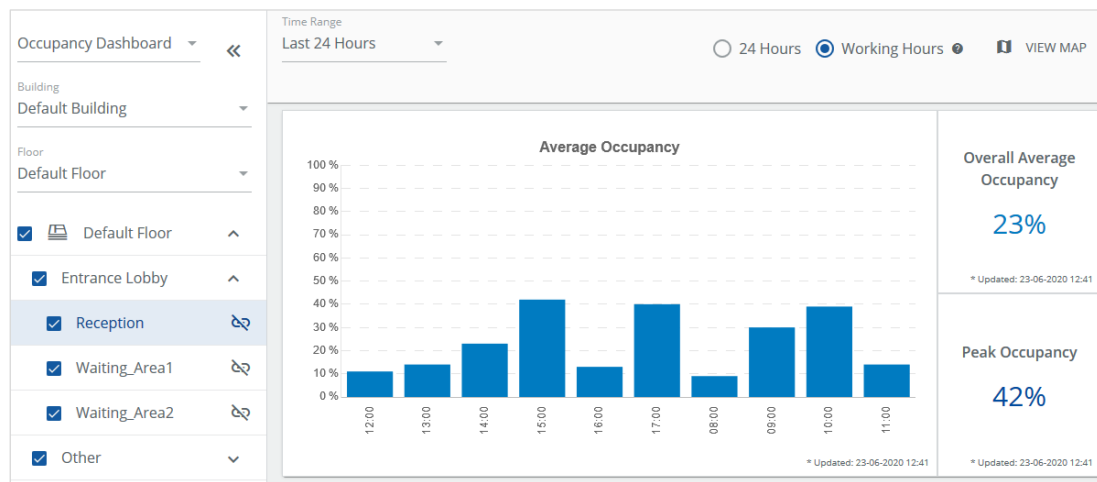 Occupancy Dashboard
Building
Default Building
Floor
Default Floor
Default Floor
Entrance Lobby
Reception
Waiting_Area1
Waiting_Area2
Other
Time Range
Last 24 Hours
24 Hours
Working Hours
?
VIEW MAP
Average Occupancy
100 %
90 %
80 %
70 %
60 %
50 %
40 %
30 %
20 %
10 %
0 %
12:00
13:00
14:00
15:00
16:00
17:00
08:00
09:00
10:00
11:00
* Updated: 23-06-2020 12:41
Overall Average
Occupancy
23%
* Updated: 23-06-2020 12:41
Peak Occupancy
42%
* Updated: 23-06-2020 12:41